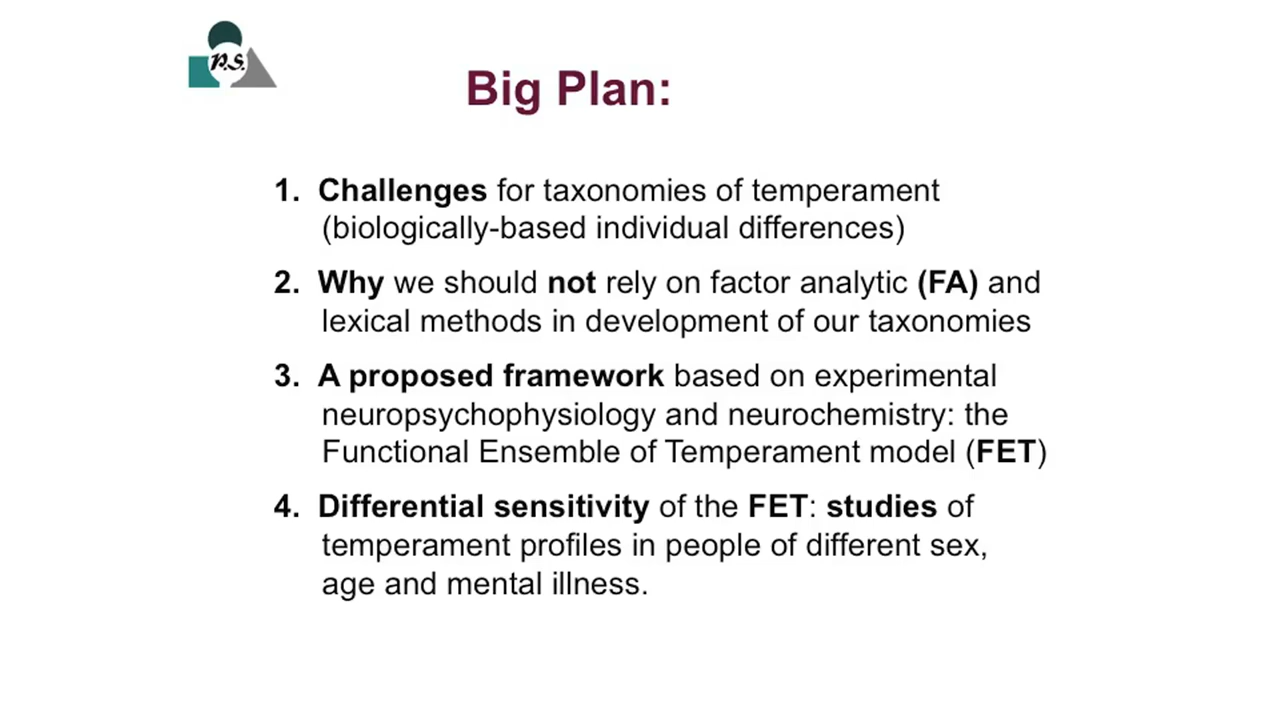 P.S.
Big Plan:
1. Challenges for taxonomies of temperament
(biologically-based individual differences)
2. Why we should not rely on factor analytic (FA) and
lexical methods in development of our taxonomies
3. A proposed framework based on experimental
neuropsychophysiology and neurochemistry: the
Functional Ensemble of Temperament model (FET)
4. Differential sensitivity of the FET: studies of
temperament profiles in people of different sex,
age and mental illness.